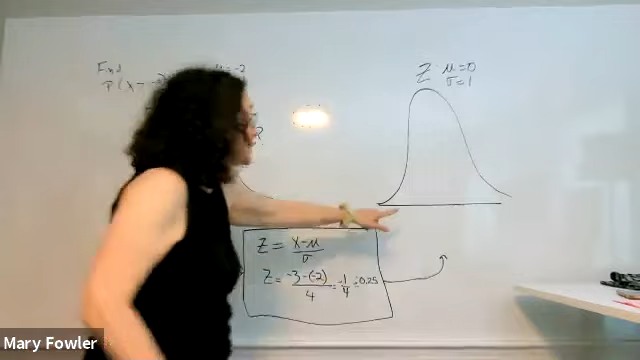 Find μ=-2
P(X
Z μ=0
σ=1
Z = X-μ / σ
Z = -3-(-2) / 4 = -1/4 = -0.25
Mary Fowler